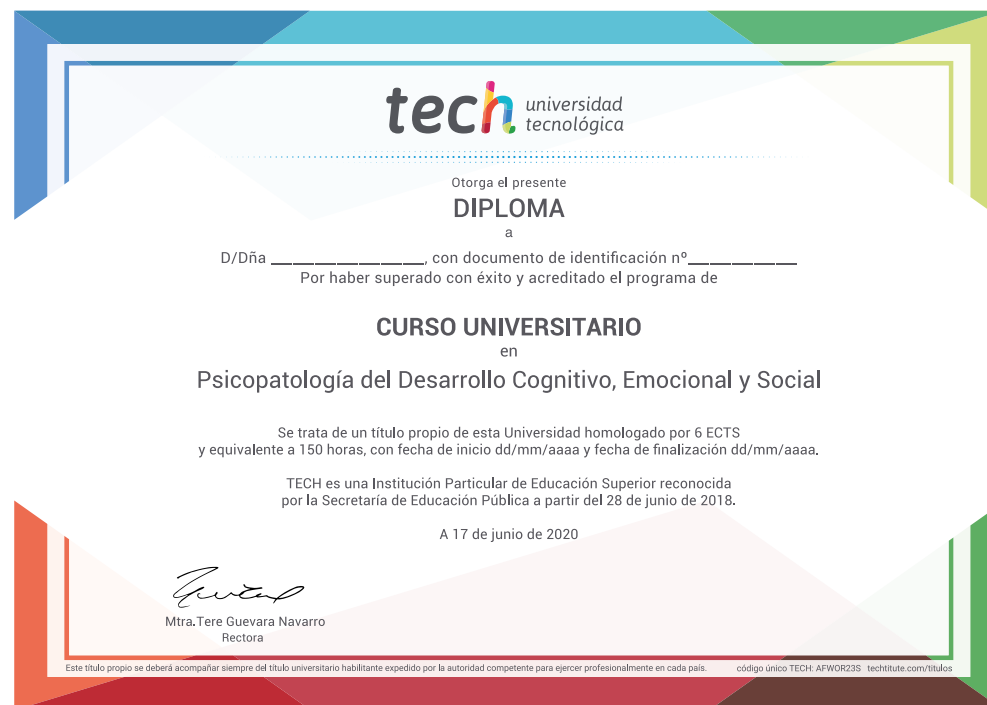 tech universidad
tecnológica
Otorga el presente
DIPLOMA
a
D/Dña _________________, con documento de identificación nº____________
Por haber superado con éxito y acreditado el programa de
CURSO UNIVERSITARIO
en
Psicopatología del Desarrollo Cognitivo, Emocional y Social
Se trata de un título propio de esta Universidad homologado por 6 ECTS
y equivalente a 150 horas, con fecha de inicio dd/mm/aaaa y fecha de finalización dd/mm/aaaa.
TECH es una Institución Particular de Educación Superior reconocida
por la Secretaría de Educación Pública a partir del 28 de junio de 2018.
A 17 de junio de 2020
Mtra.Tere Guevara Navarro
Rectora
Este título propio se deberá acompañar siempre del título universitario habilitante expedido por la autoridad competente para ejercer profesionalmente en cada país. código único TECH: AFWOR23S techtitute.com/titulos